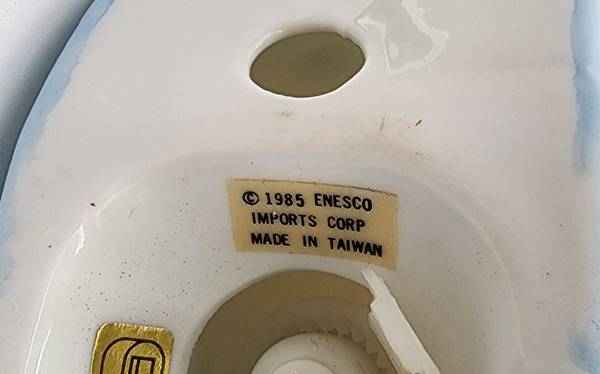 © 1985 ENESCO
IMPORTS CORP
MADE IN TAIWAN